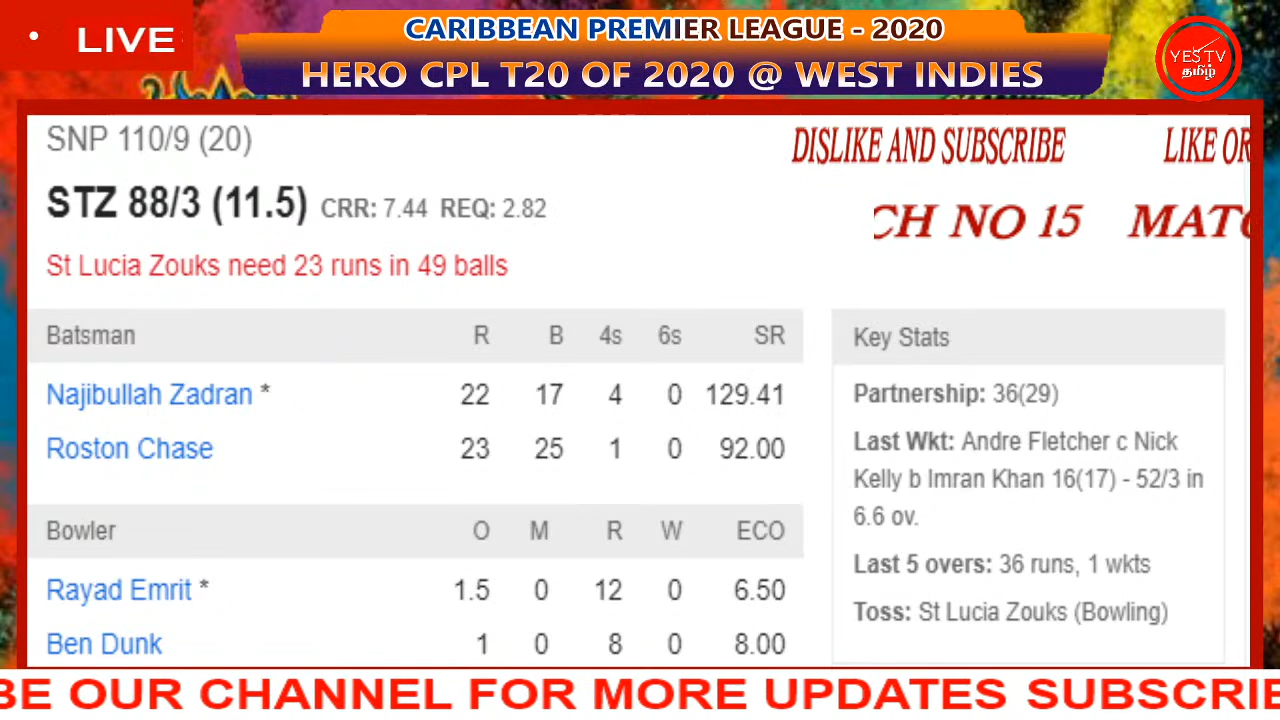 LIVE
CARIBBEAN PREMIER LEAGUE - 2020
HERO CPL T20 OF 2020 @ WEST INDIES
YES TV
தமிழ்
SNP 110/9 (20)
DISLIKE AND SUBSCRIBE LIKE OR
STZ 88/3 (11.5) CRR: 7.44 REQ: 2.82
CH NO 15 MATC
St Lucia Zouks need 23 runs in 49 balls
Batsman R B 4s 6s SR
Najibullah Zadran * 22 17 4 0 129.41
Roston Chase 23 25 1 0 92.00
Bowler O M R W ECO
Rayad Emrit * 1.5 0 12 0 6.50
Ben Dunk 1 0 8 0 8.00
Key Stats
Partnership: 36(29)
Last Wkt: Andre Fletcher c Nick
Kelly b Imran Khan 16(17) - 52/3 in
6.6 ov.
Last 5 overs: 36 runs, 1 wkts
Toss: St Lucia Zouks (Bowling)
BE OUR CHANNEL FOR MORE UPDATES SUBSCRIE